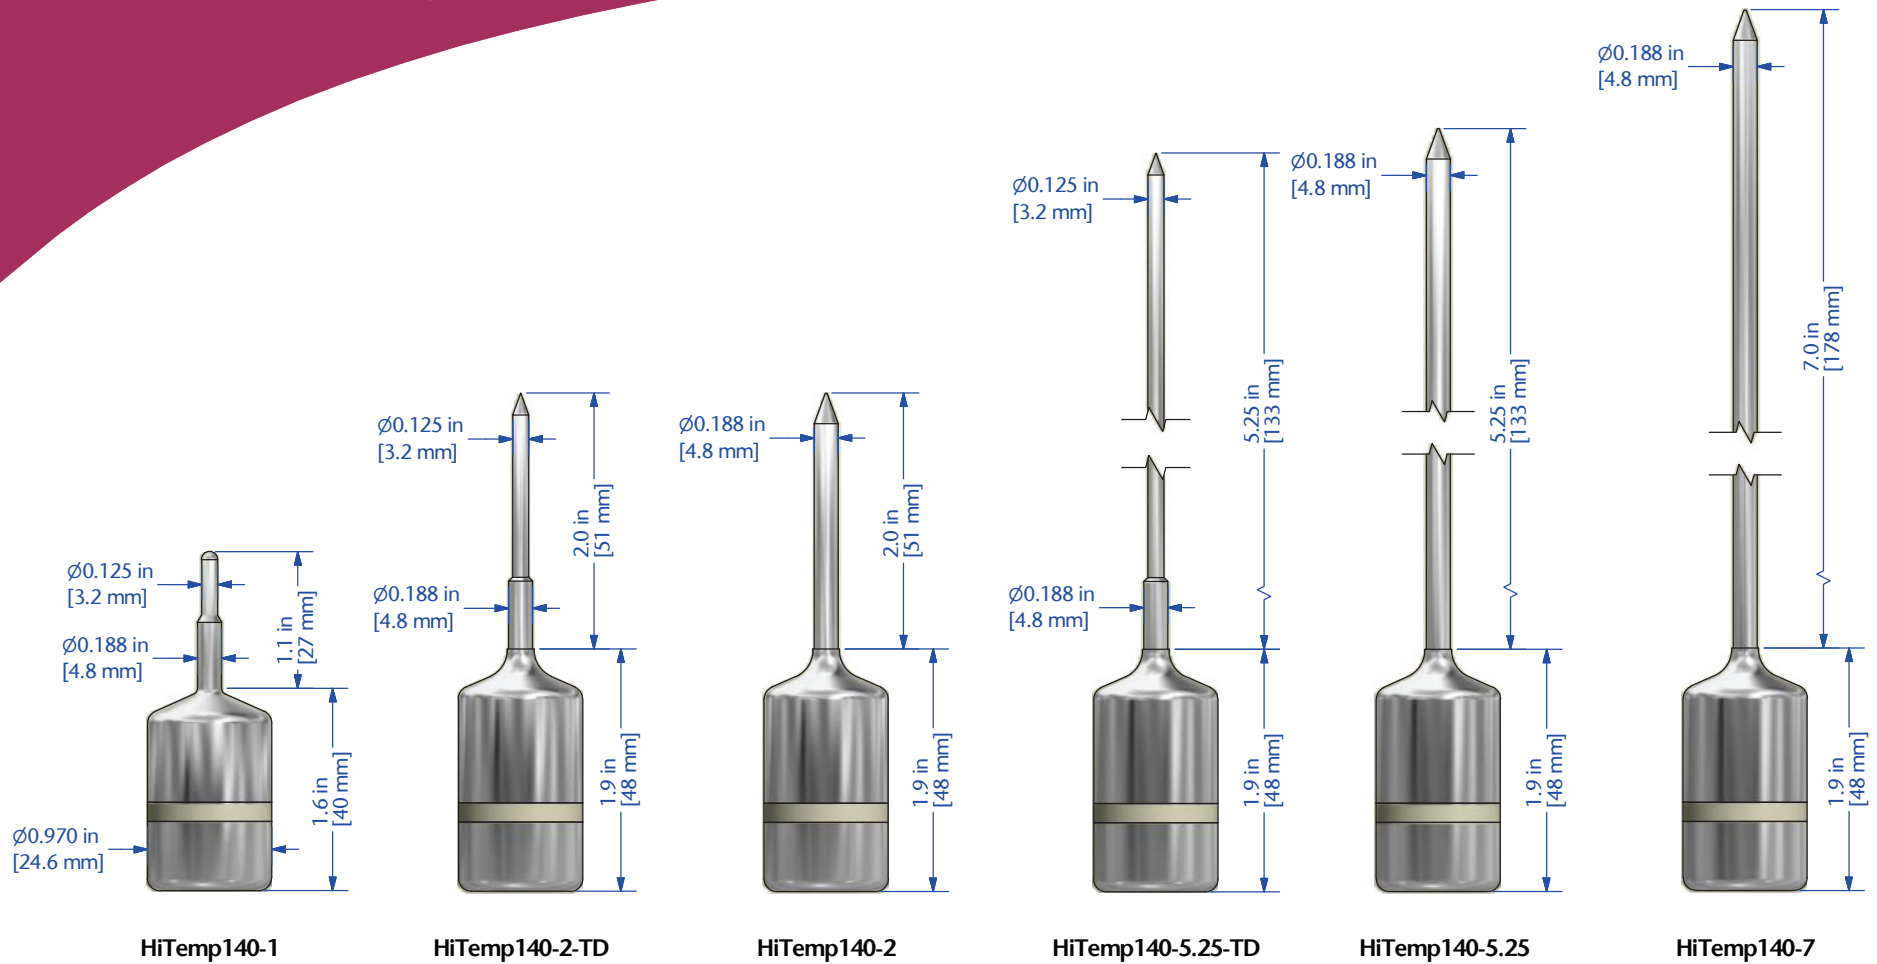 Ø0.125 in
[3.2 mm]
Ø0.188 in
[4.8 mm]
1.1 in
[27 mm]
1.6 in
[40 mm]
Ø0.970 in
[24.6 mm]
HiTemp140-1
Ø0.125 in
[3.2 mm]
Ø0.188 in
[4.8 mm]
2.0 in
[51 mm]
1.9 in
[48 mm]
HiTemp140-2-TD
Ø0.188 in
[4.8 mm]
2.0 in
[51 mm]
1.9 in
[48 mm]
HiTemp140-2
Ø0.125 in
[3.2 mm]
Ø0.188 in
[4.8 mm]
5.25 in
[133 mm]
1.9 in
[48 mm]
HiTemp140-5.25-TD
Ø0.188 in
[4.8 mm]
5.25 in
[133 mm]
1.9 in
[48 mm]
HiTemp140-5.25
Ø0.188 in
[4.8 mm]
7.0 in
[178 mm]
1.9 in
[48 mm]
HiTemp140-7